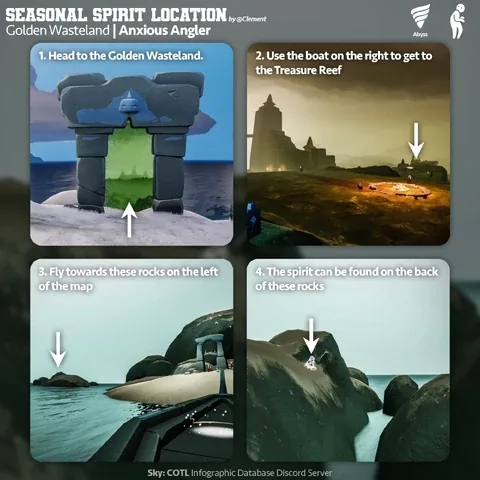 SEASONAL SPIRIT LOCATION by @Clement
Golden Wasteland | Anxious Angler
Abyss
1. Head to the Golden Wasteland.
2. Use the boat on the right to get to
the Treasure Reef
3. Fly towards these rocks on the left
of the map
4. The spirit can be found on the back
of these rocks
Sky: COTL Infographic Database Discord Server